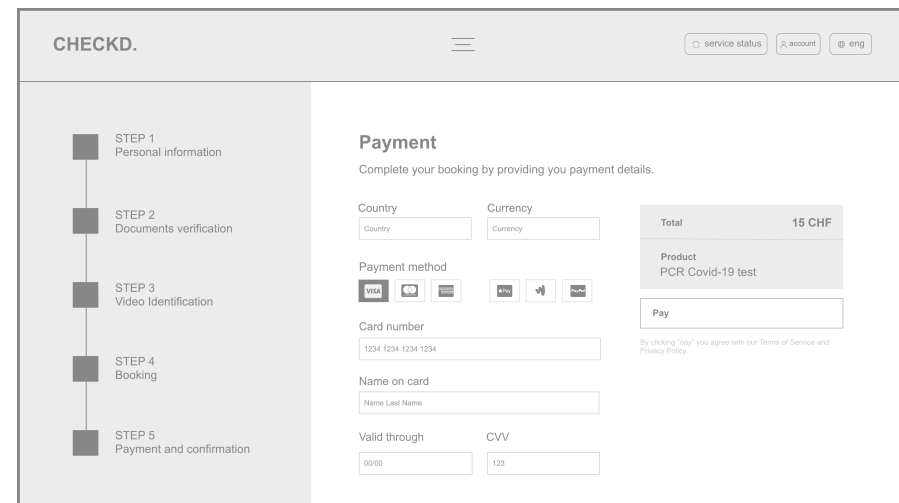 CHECKD.
service status
account
eng
STEP 1
Personal information
STEP 2
Documents verification
STEP 3
Video Identification
STEP 4
Booking
STEP 5
Payment and confirmation
Payment
Complete your booking by providing you payment details.
Country
Currency
Country
Currency
Payment method
VISA
Pay
PayPal
Card number
1234 1234 1234 1234
Name on card
Name Last Name
Valid through
CVV
00/00
123
Total
15 CHF
Product
PCR Covid-19 test
Pay
By clicking "oay" you agree with our Terms of Service and
Privacy Policy.